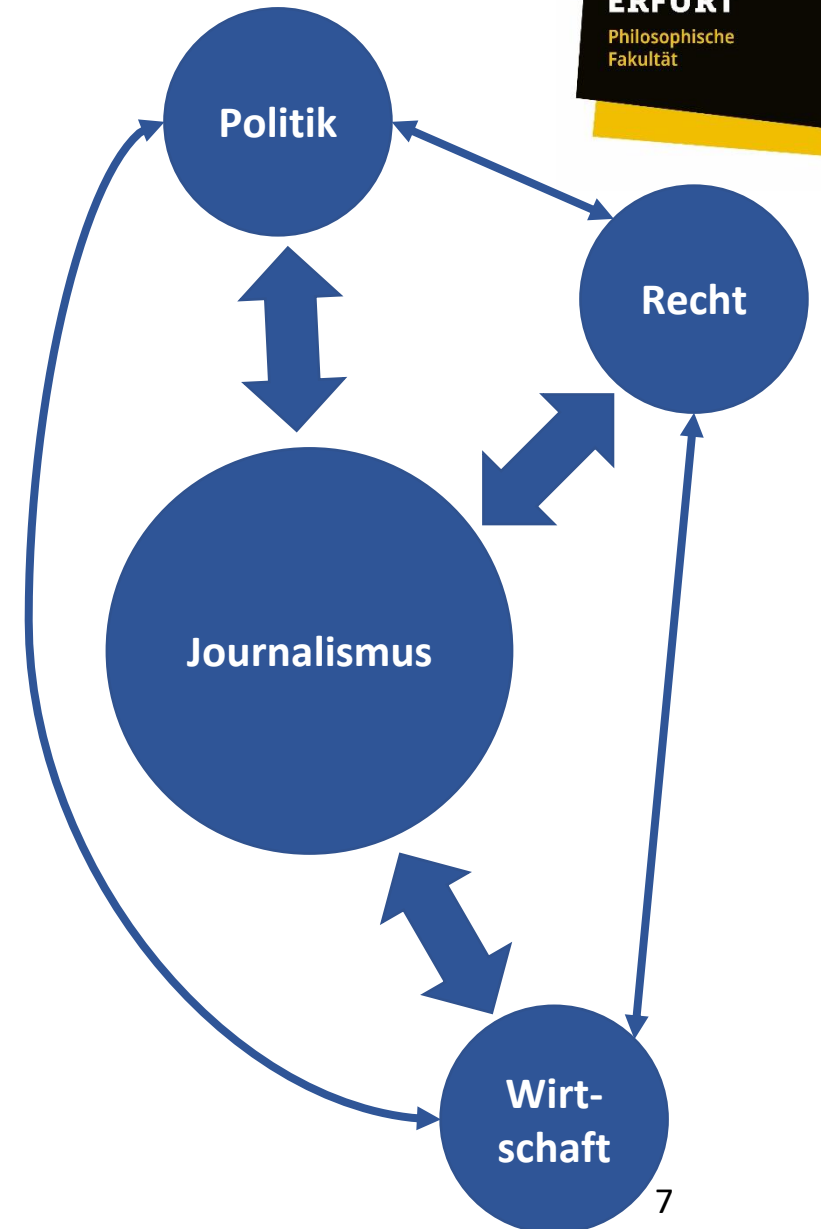 ERFURT
Philosophische
Fakultät
Politik
Recht
Journalismus
Wirt-
schaft
7